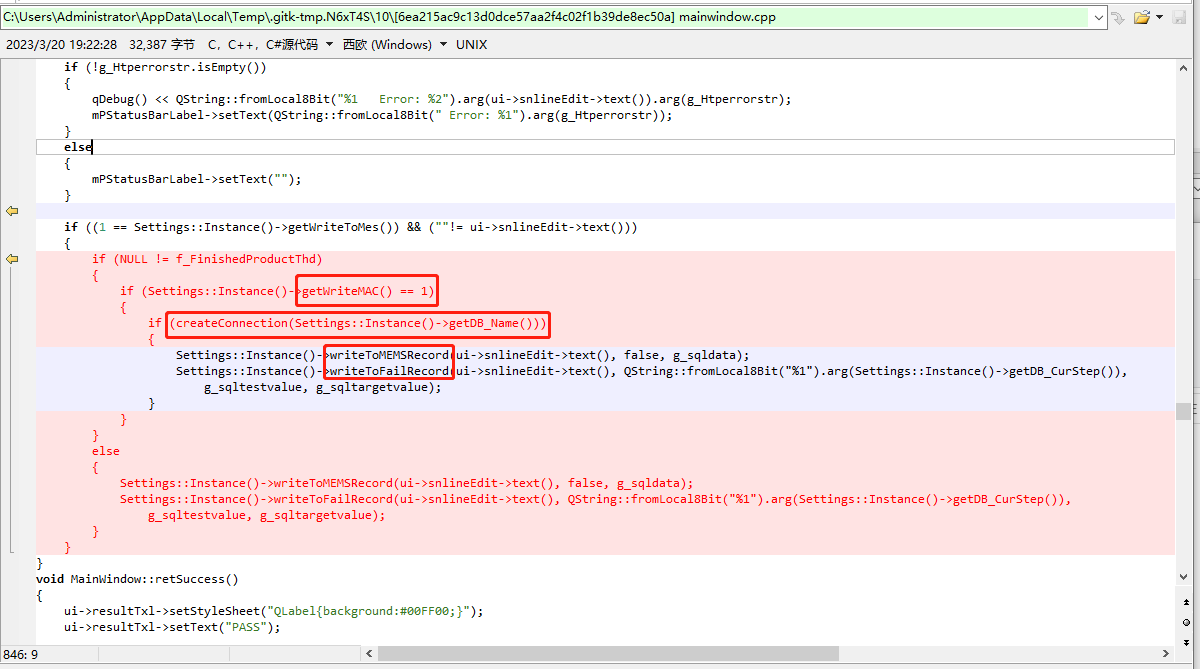 C:\Users\Administrator\AppData\Local\Temp\.gitk-tmp.N6xT4S\10\[6ea215ac9c13d0dce57aa2f4c02f1b39de8ec50a] mainwindow.cpp
2023/3/20 19:22:28 32,387 字节 C，C++，C#源代码 西欧 (Windows) UNIX
if (!g_Htperrorstr.isEmpty())
{
qDebug() << QString::fromLocal8Bit("%1   Error: %2").arg(ui->snlineEdit->text()).arg(g_Htperrorstr);
mPStatusBarLabel->setText(QString::fromLocal8Bit(" Error: %1").arg(g_Htperrorstr));
}
else
{
mPStatusBarLabel->setText("");
}
if ((1 == Settings::Instance()->getWriteToMes()) && (""!= ui->snlineEdit->text()))
{
if (NULL != f_FinishedProductThd)
{
if (Settings::Instance()->getWriteMAC() == 1)
{
if (createConnection(Settings::Instance()->getDB_Name()))
{
Settings::Instance()->writeToMEMSRecord(ui->snlineEdit->text(), false, g_sqldata);
Settings::Instance()->writeToFailRecord(ui->snlineEdit->text(), QString::fromLocal8Bit("%1").arg(Settings::Instance()->getDB_CurStep()),
g_sqltestvalue, g_sqltargetvalue);
}
}
}
else
{
Settings::Instance()->writeToMEMSRecord(ui->snlineEdit->text(), false, g_sqldata);
Settings::Instance()->writeToFailRecord(ui->snlineEdit->text(), QString::fromLocal8Bit("%1").arg(Settings::Instance()->getDB_CurStep()),
g_sqltestvalue, g_sqltargetvalue);
}
}
}
void MainWindow::retSuccess()
{
ui->resultTxl->setStyleSheet("QLabel{background:#00FF00;}");
ui->resultTxl->setText("PASS");
846: 9